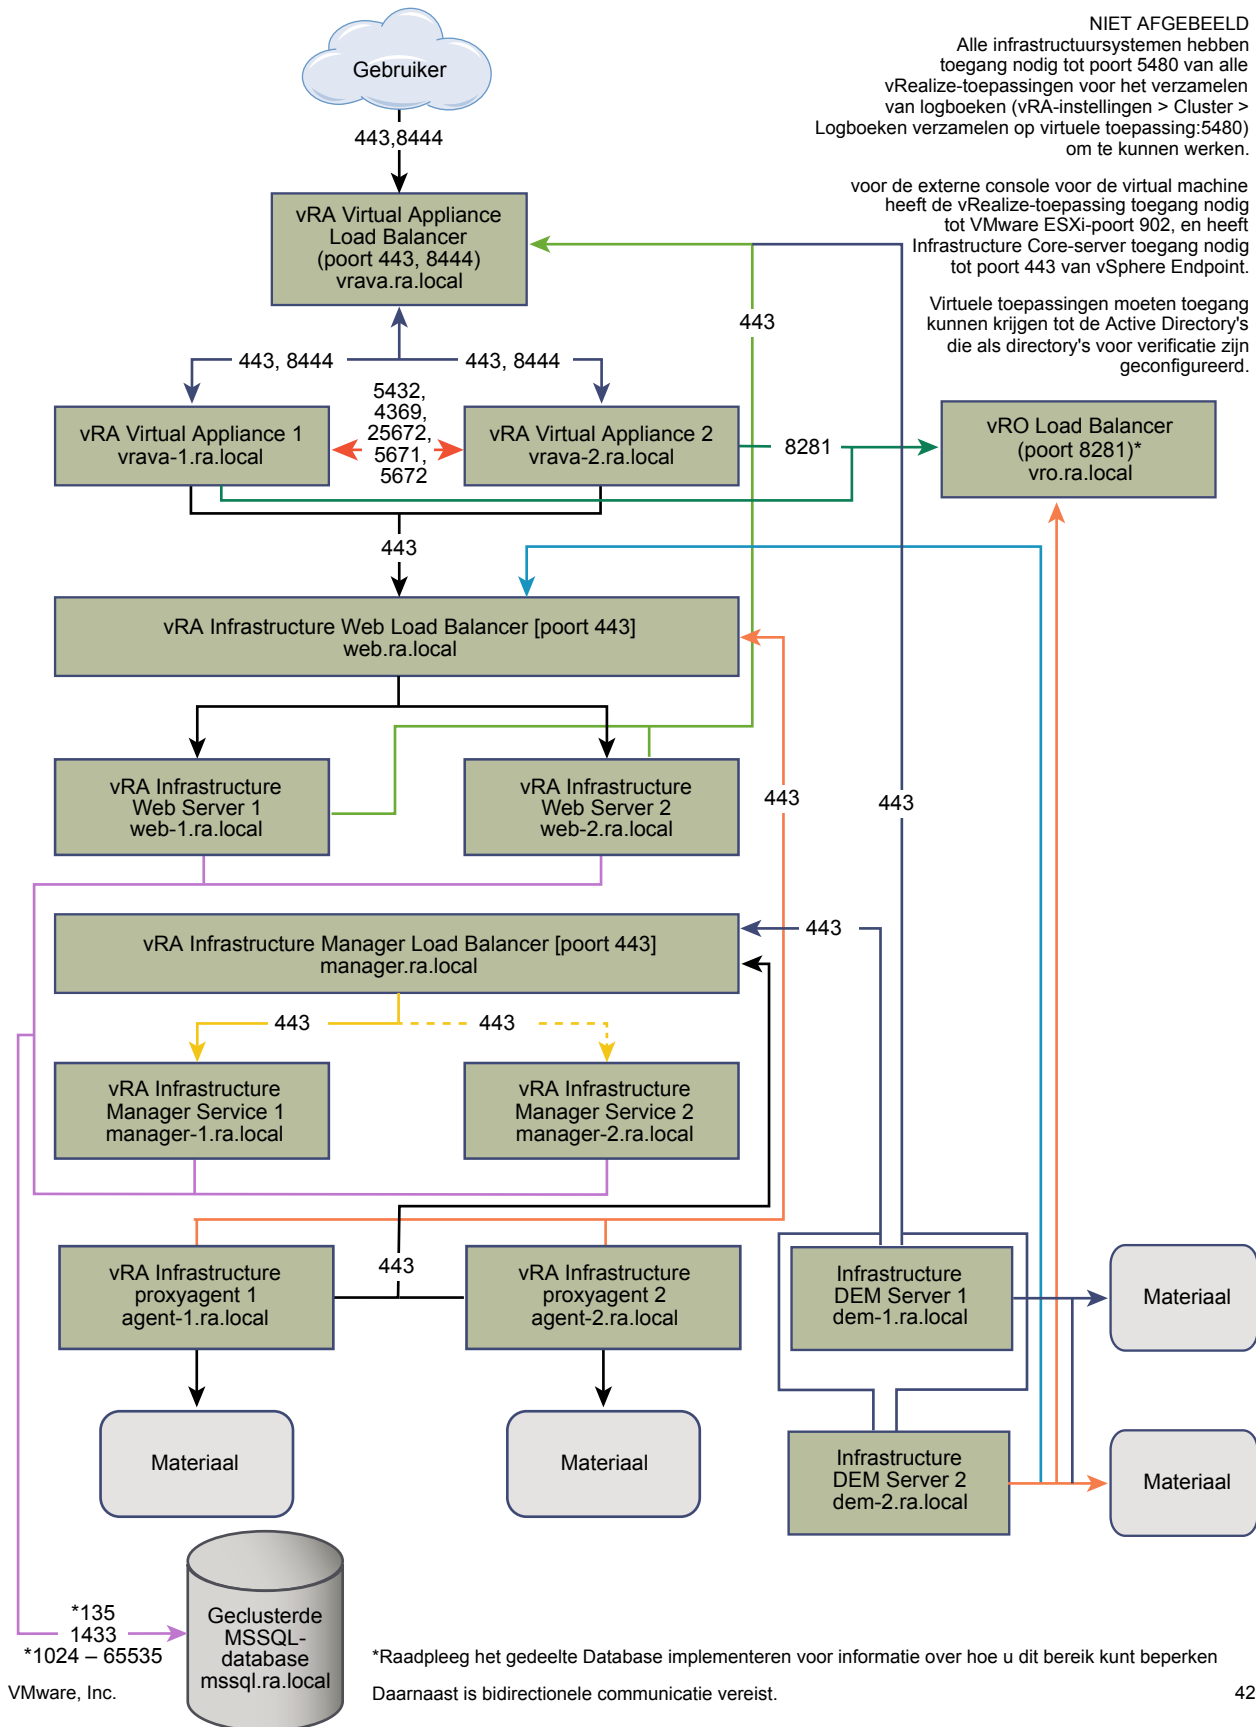 NIET AFGEBEELD
Alle infrastructuursystemen hebben
toegang nodig tot poort 5480 van alle
vRealize-toepassingen voor het verzamelen
van logboeken (vRA-instellingen > Cluster >
Logboeken verzamelen op virtuele toepassing:5480)
om te kunnen werken.
voor de externe console voor de virtual machine
heeft de vRealize-toepassing toegang nodig
tot VMware ESXi-poort 902, en heeft
Infrastructure Core-server toegang nodig
tot poort 443 van vSphere Endpoint.
Virtuele toepassingen moeten toegang
kunnen krijgen tot de Active Directory's
die als directory's voor verificatie zijn
geconfigureerd.
Gebruiker
443,8444
vRA Virtual Appliance
Load Balancer
(poort 443, 8444)
vrava.ra.local
443
443, 8444
443, 8444
5432,
4369,
25672,
5671,
5672
vRA Virtual Appliance 1
vrava-1.ra.local
vRA Virtual Appliance 2
vrava-2.ra.local
8281
vRO Load Balancer
(poort 8281)*
vro.ra.local
443
vRA Infrastructure Web Load Balancer [poort 443]
web.ra.local
vRA Infrastructure
Web Server 1
web-1.ra.local
vRA Infrastructure
Web Server 2
web-2.ra.local
443
443
vRA Infrastructure Manager Load Balancer [poort 443]
manager.ra.local
443
443
443
vRA Infrastructure
Manager Service 1
manager-1.ra.local
vRA Infrastructure
Manager Service 2
manager-2.ra.local
443
vRA Infrastructure
proxyagent 1
agent-1.ra.local
vRA Infrastructure
proxyagent 2
agent-2.ra.local
Infrastructure
DEM Server 1
dem-1.ra.local
Materiaal
Materiaal
Materiaal
Infrastructure
DEM Server 2
dem-2.ra.local
Materiaal
*135
1433
*1024 – 65535
Geclusterde
MSSQL-
database
mssql.ra.local
*Raadpleeg het gedeelte Database implementeren voor informatie over hoe u dit bereik kunt beperken
Daarnaast is bidirectionele communicatie vereist.
VMware, Inc.
42